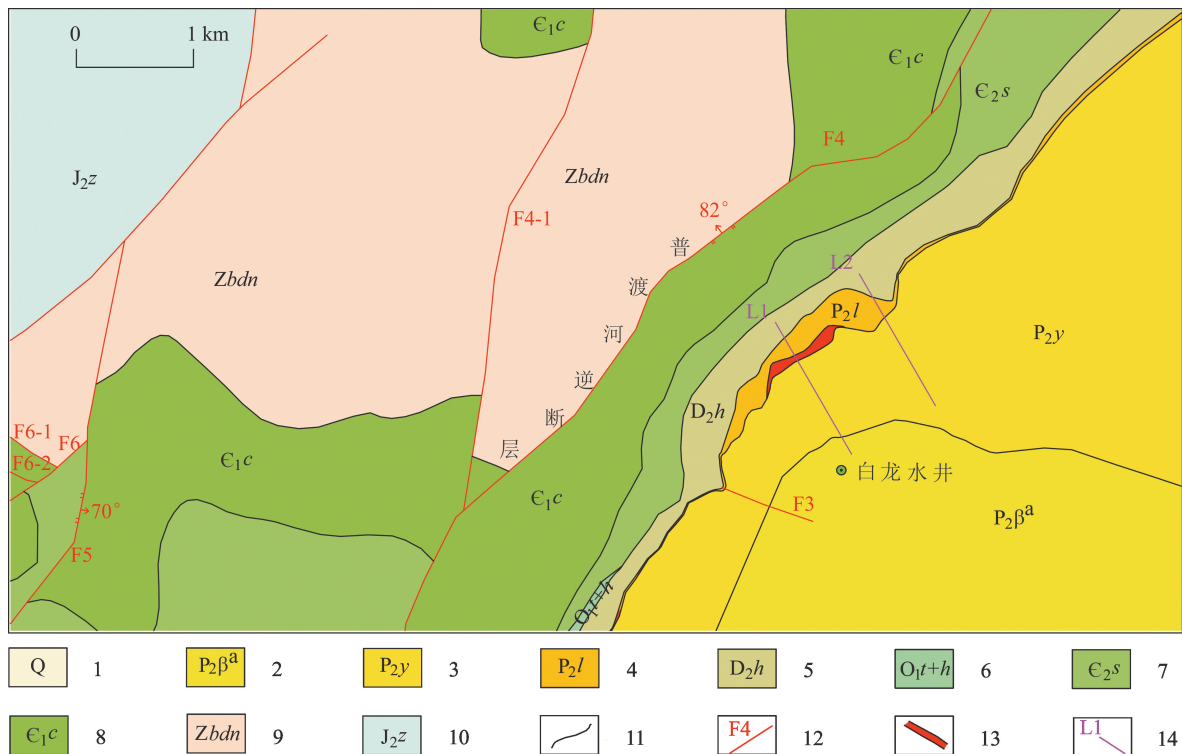 0 1 km
Є₁c
Є₁c
Є₂s
J₂z
Zbdn
F4
F4-1
82°
普渡河逆断层
Zbdn
L2
L1
P₂l
P₂y
D₂h
F6-1
F6
F6-2
Є₁c
白龙水井
Є₁c
F3
70°
P₂βᵃ
F5
O₁t+h
Q 1 P₂βᵃ 2 P₂y 3 P₂l 4 D₂h 5 O₁t+h 6 Є₂s 7
Є₁c 8 Zbdn 9 J₂z 10 11 F4 12 13 L1 14